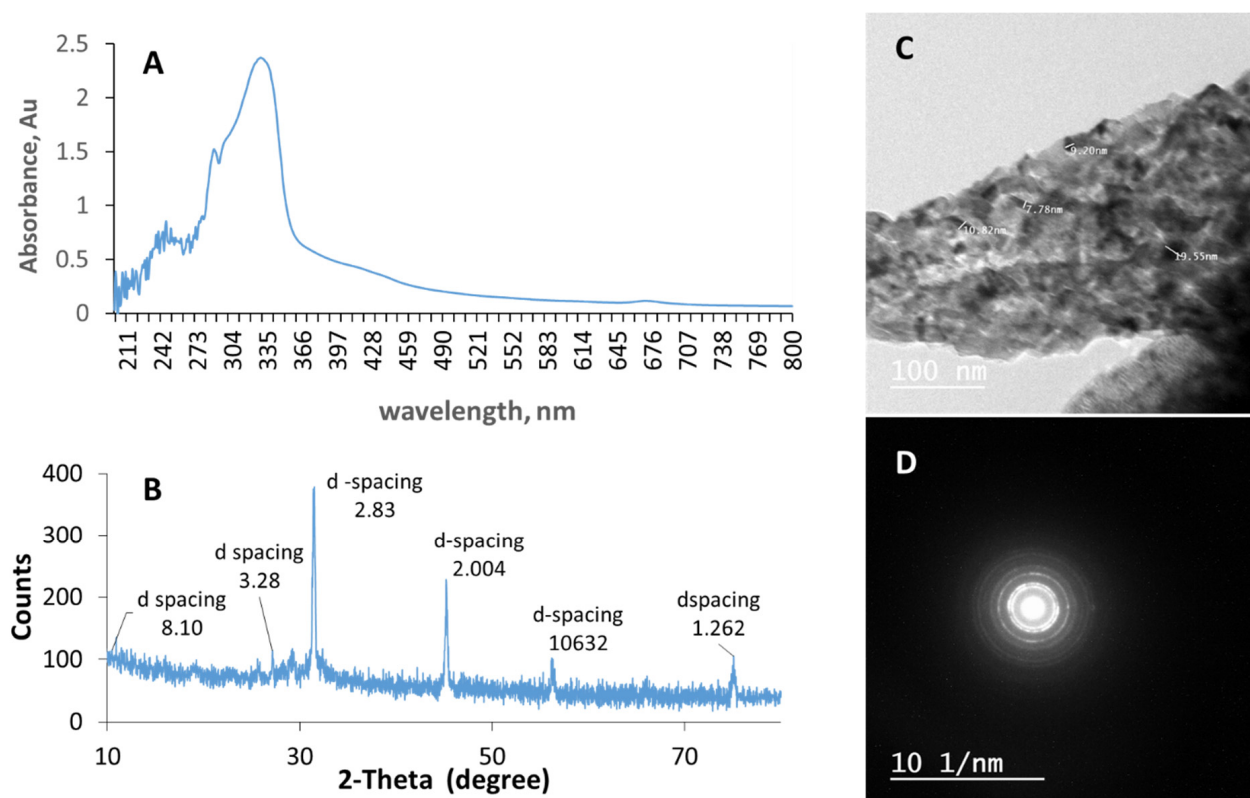 A
2.5
2
1.5
1
0.5
0
Absorbance, Au
211
242
273
304
335
366
397
428
459
490
521
552
583
614
645
676
707
738
769
800
wavelength, nm
B
400
300
200
100
0
Counts
d spacing
8.10
d spacing
3.28
d -spacing
2.83
d-spacing
2.004
d-spacing
10632
dspacing
1.262
10
30
50
70
2-Theta (degree)
C
9.20nm
7.78nm
10.82nm
19.55nm
100 nm
D
10 1/nm